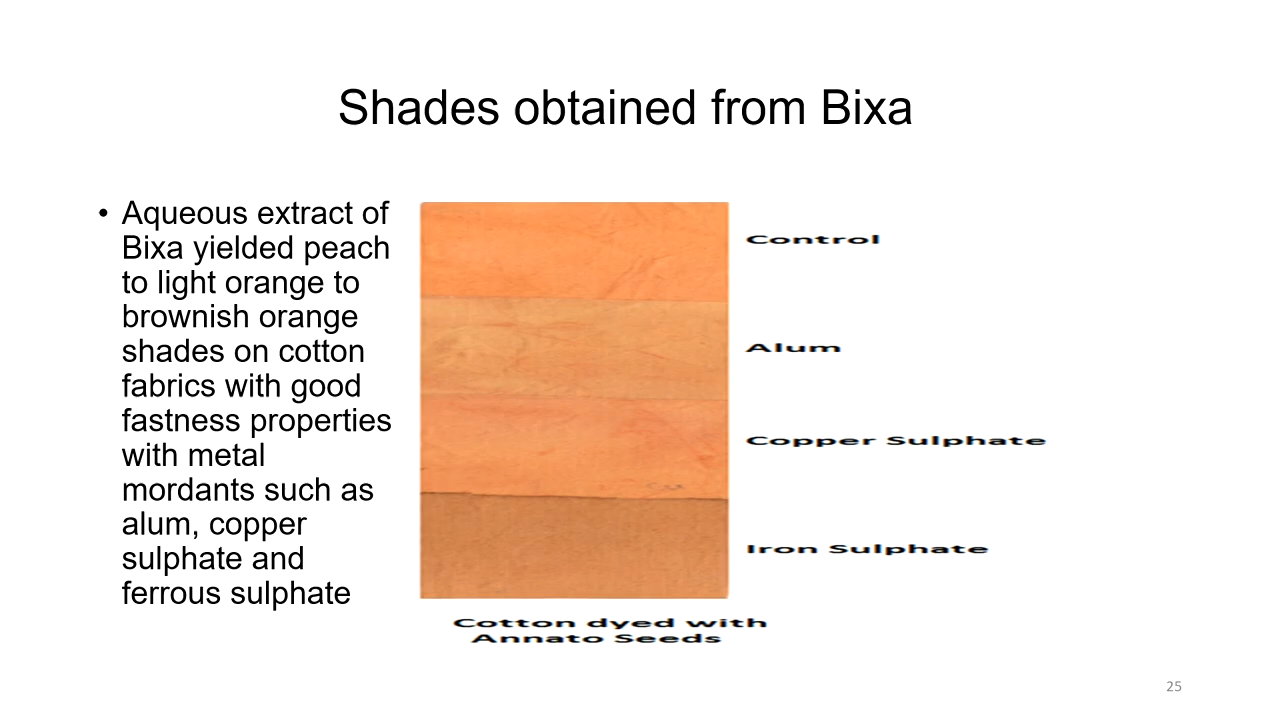 Shades obtained from Bixa
• Aqueous extract of
Bixa yielded peach
to light orange to
brownish orange
shades on cotton
fabrics with good
fastness properties
with metal
mordants such as
alum, copper
sulphate and
ferrous sulphate
Control
Alum
Copper Sulphate
Iron Sulphate
Cotton dyed with
Annato Seeds
25